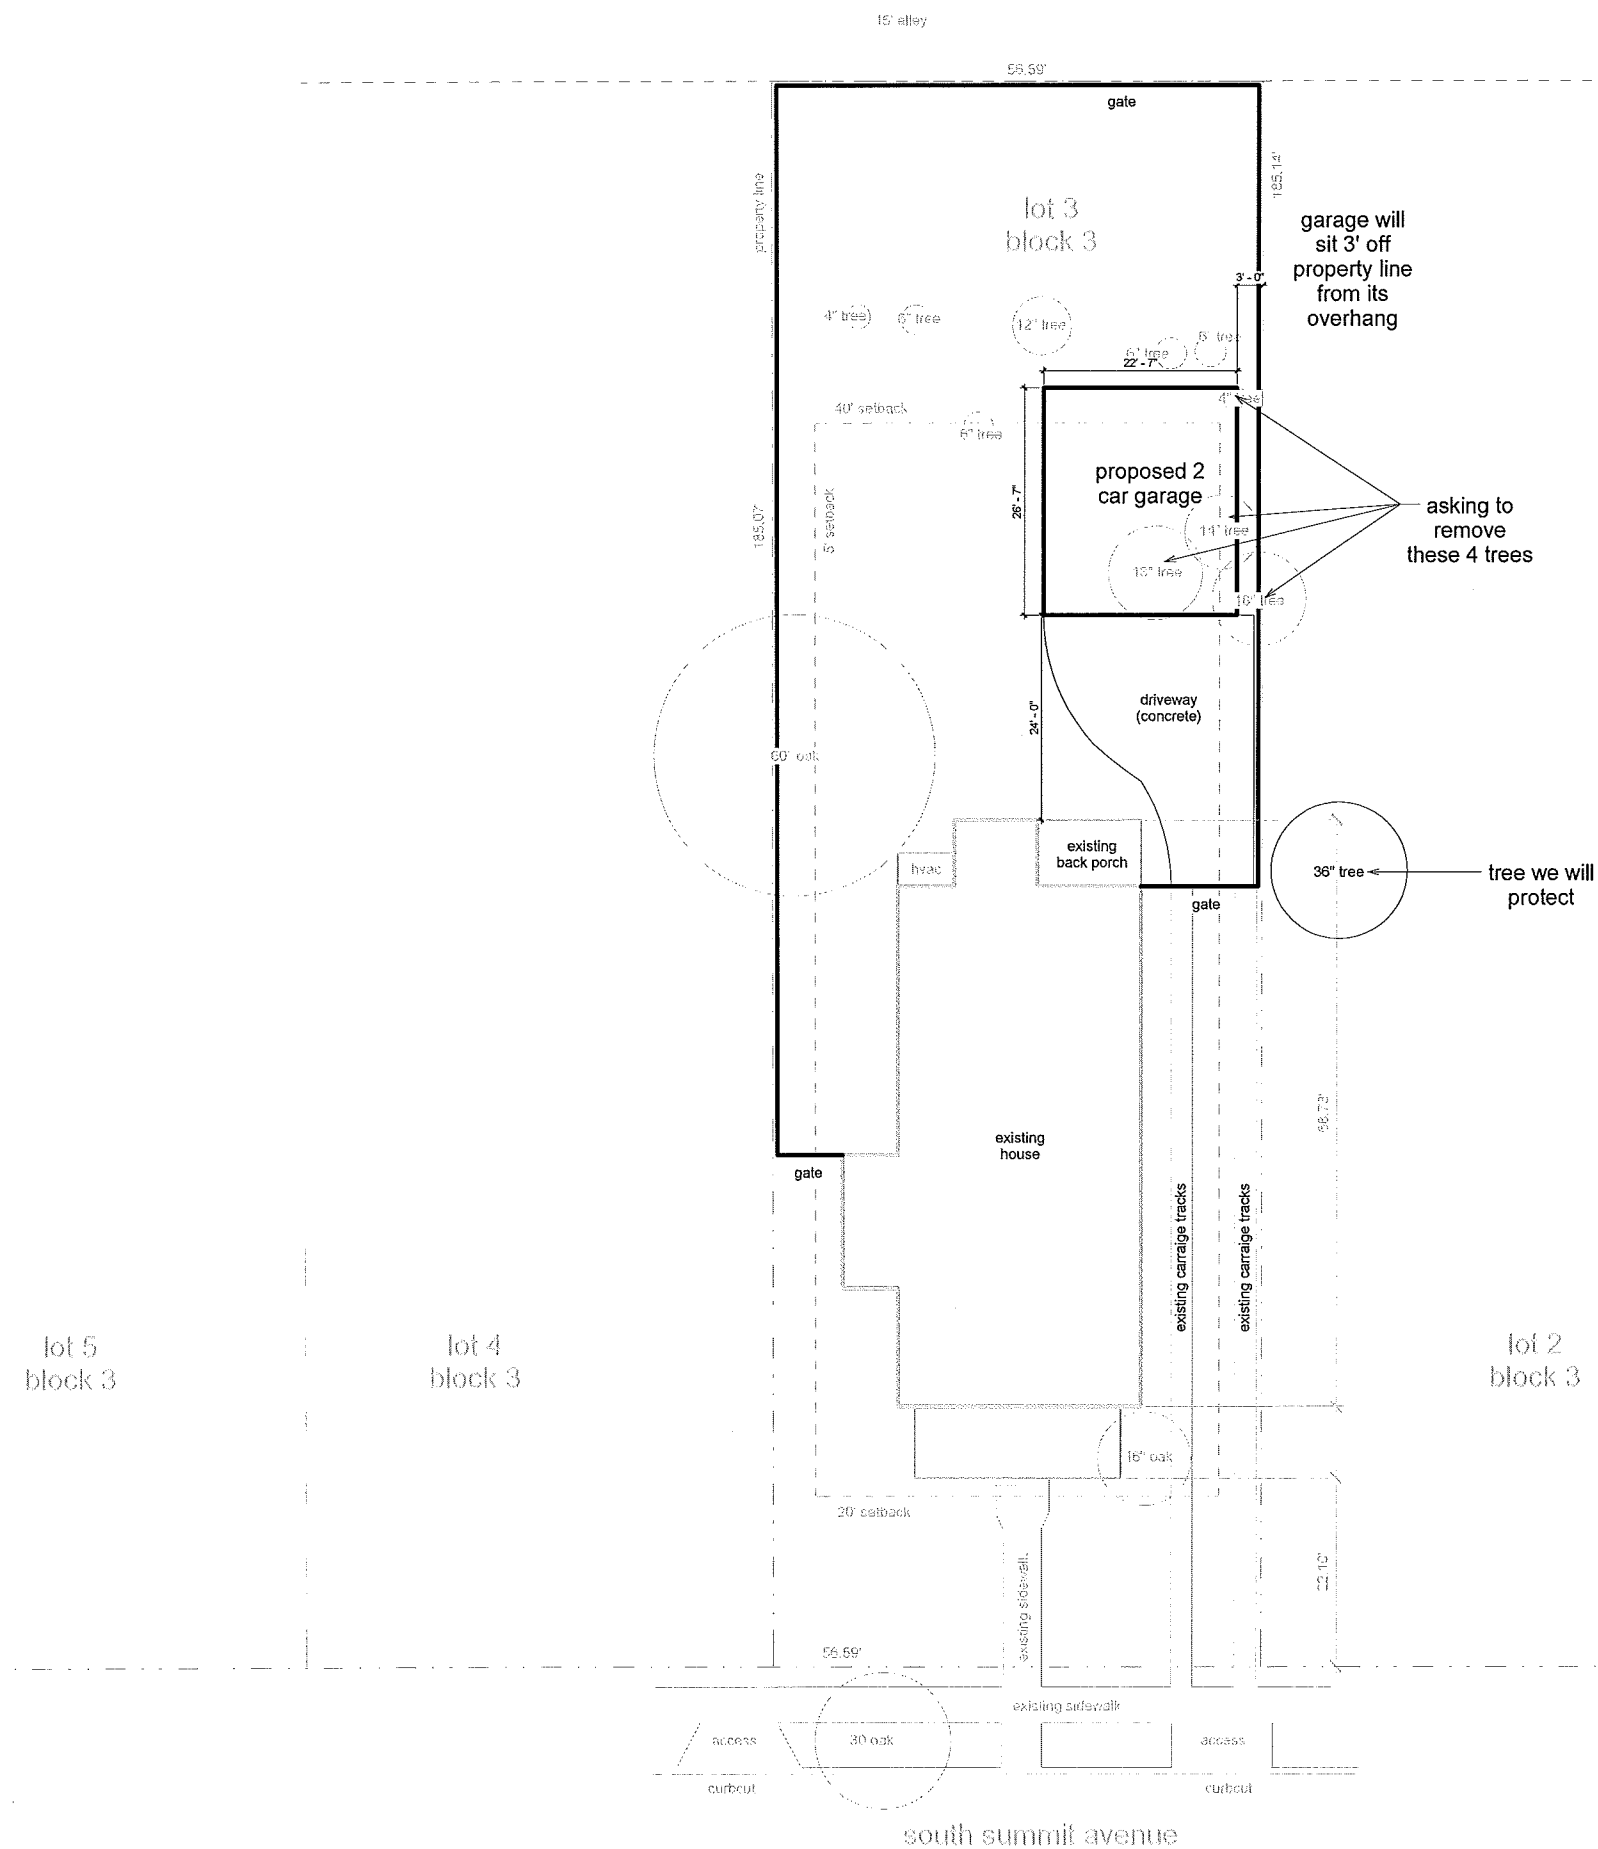 15' alley
56.59'
gate
property line
185.14'
lot 3
block 3
garage will
sit 3' off
property line
from its
overhang
3' - 0"
4" tree
6" tree
12" tree
6" tree
6" tree
22' - 7"
4" tree
40' setback
6" tree
proposed 2
car garage
26' - 7"
5' setback
185.07'
14" tree
asking to
remove
these 4 trees
tree
tree
driveway
(concrete)
24' - 0"
oak
existing
back porch
hvac
36" tree
tree we will
protect
gate
existing
house
gate
existing carraige tracks
existing carraige tracks
lot 5
block 3
lot 4
block 3
lot 2
block 3
16" oak
20' setback
existing sidewalk
56.59'
existing sidewalk
access
30 oak
access
curbcut
curbcut
south summit avenue